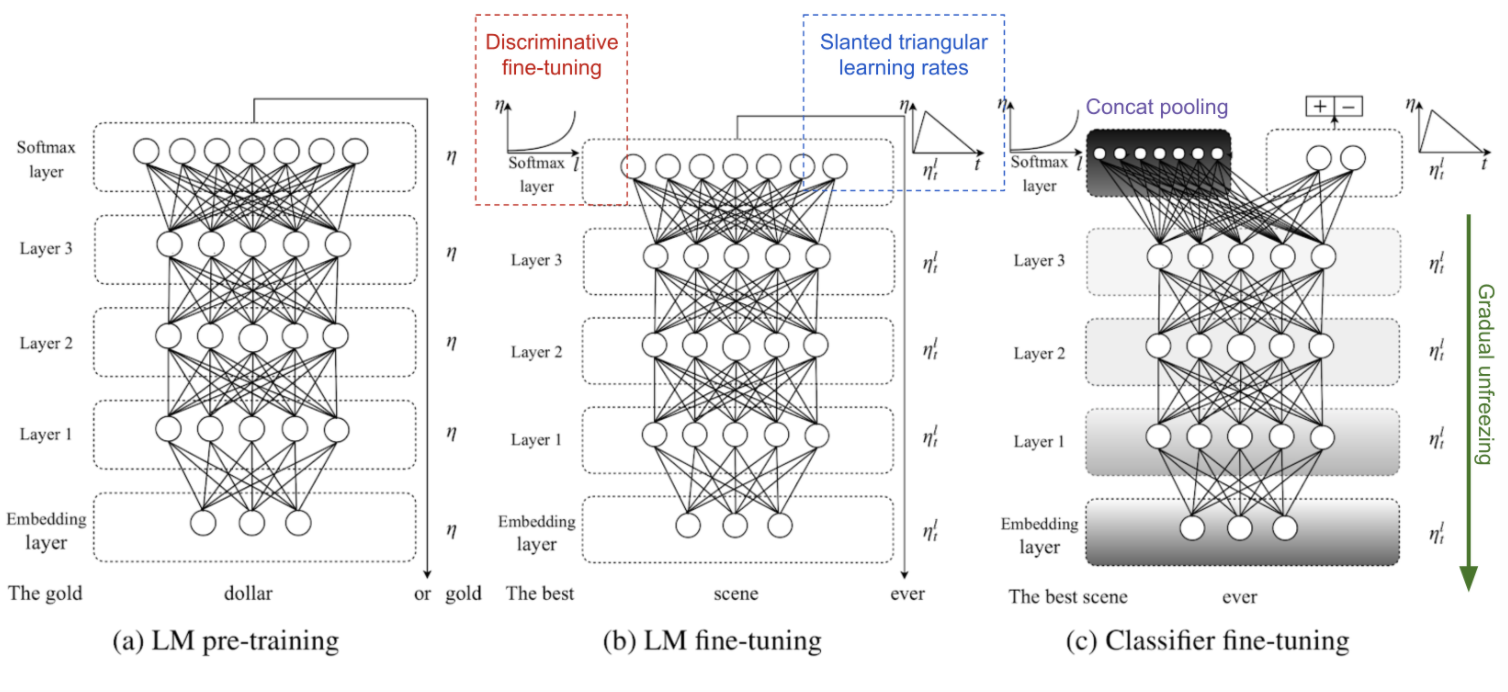 Discriminative
fine-tuning
Slanted triangular
learning rates
Softmax
layer
η
Layer 3
η
Layer 2
η
Layer 1
η
Embedding
layer
η
The gold dollar or gold
(a) LM pre-training
η
l
Softmax
layer
η
t
η_t^l
Layer 3
η_t^l
Layer 2
η_t^l
Layer 1
η_t^l
Embedding
layer
The best scene ever
(b) LM fine-tuning
η
l
Softmax
layer
Concat pooling
+ −
η
t
η_t^l
Layer 3
η_t^l
Layer 2
η_t^l
Layer 1
η_t^l
Embedding
layer
η_t^l
Gradual unfreezing
The best scene ever
(c) Classifier fine-tuning